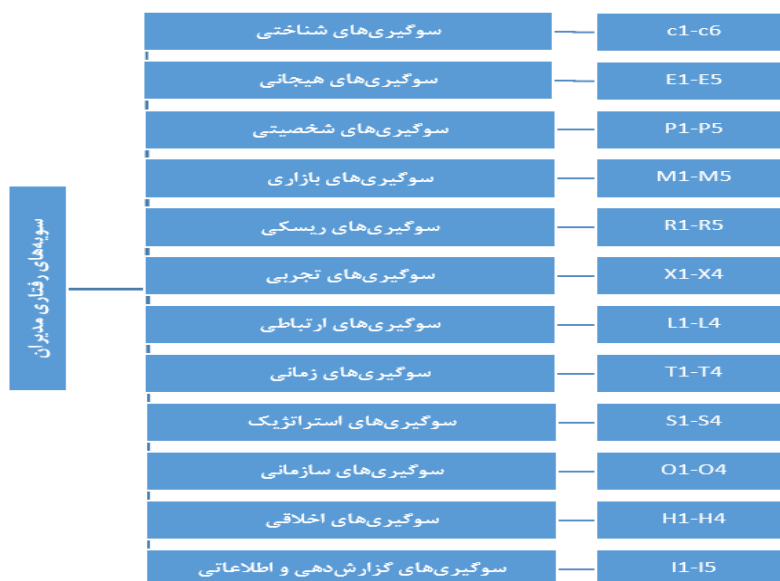 سویه‌های رفتاری مدیران
سوگیری‌های شناختی
c1-c6
سوگیری‌های هیجانی
E1-E5
سوگیری‌های شخصیتی
P1-P5
سوگیری‌های بازاری
M1-M5
سوگیری‌های ریسکی
R1-R5
سوگیری‌های تجربی
X1-X4
سوگیری‌های ارتباطی
L1-L4
سوگیری‌های زمانی
T1-T4
سوگیری‌های استراتژیک
S1-S4
سوگیری‌های سازمانی
O1-O4
سوگیری‌های اخلاقی
H1-H4
سوگیری‌های گزارش‌دهی و اطلاعاتی
I1-I5